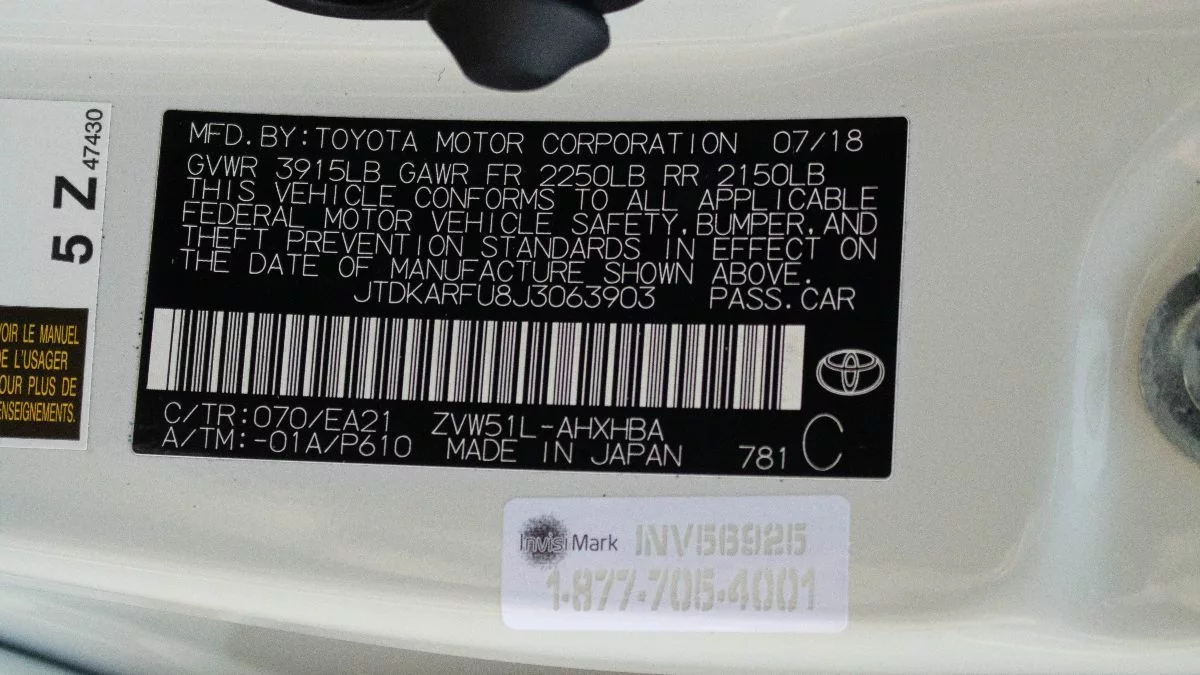 5 Z 47430
VOIR LE MANUEL
DE L'USAGER
POUR PLUS DE
RENSEIGNEMENTS.
MFD. BY: TOYOTA MOTOR CORPORATION 07/18
GVWR 3915LB GAWR FR 2250LB RR 2150LB
THIS VEHICLE CONFORMS TO ALL APPLICABLE
FEDERAL MOTOR VEHICLE SAFETY, BUMPER, AND
THEFT PREVENTION STANDARDS IN EFFECT ON
THE DATE OF MANUFACTURE SHOWN ABOVE.
JTDKARFU8J3063903 PASS. CAR
C/TR: 070/EA21 ZVW51L-AHXHBA
A/TM: -01A/P610 MADE IN JAPAN 781 C
InvisiMark INV56925
1-877-705-4001